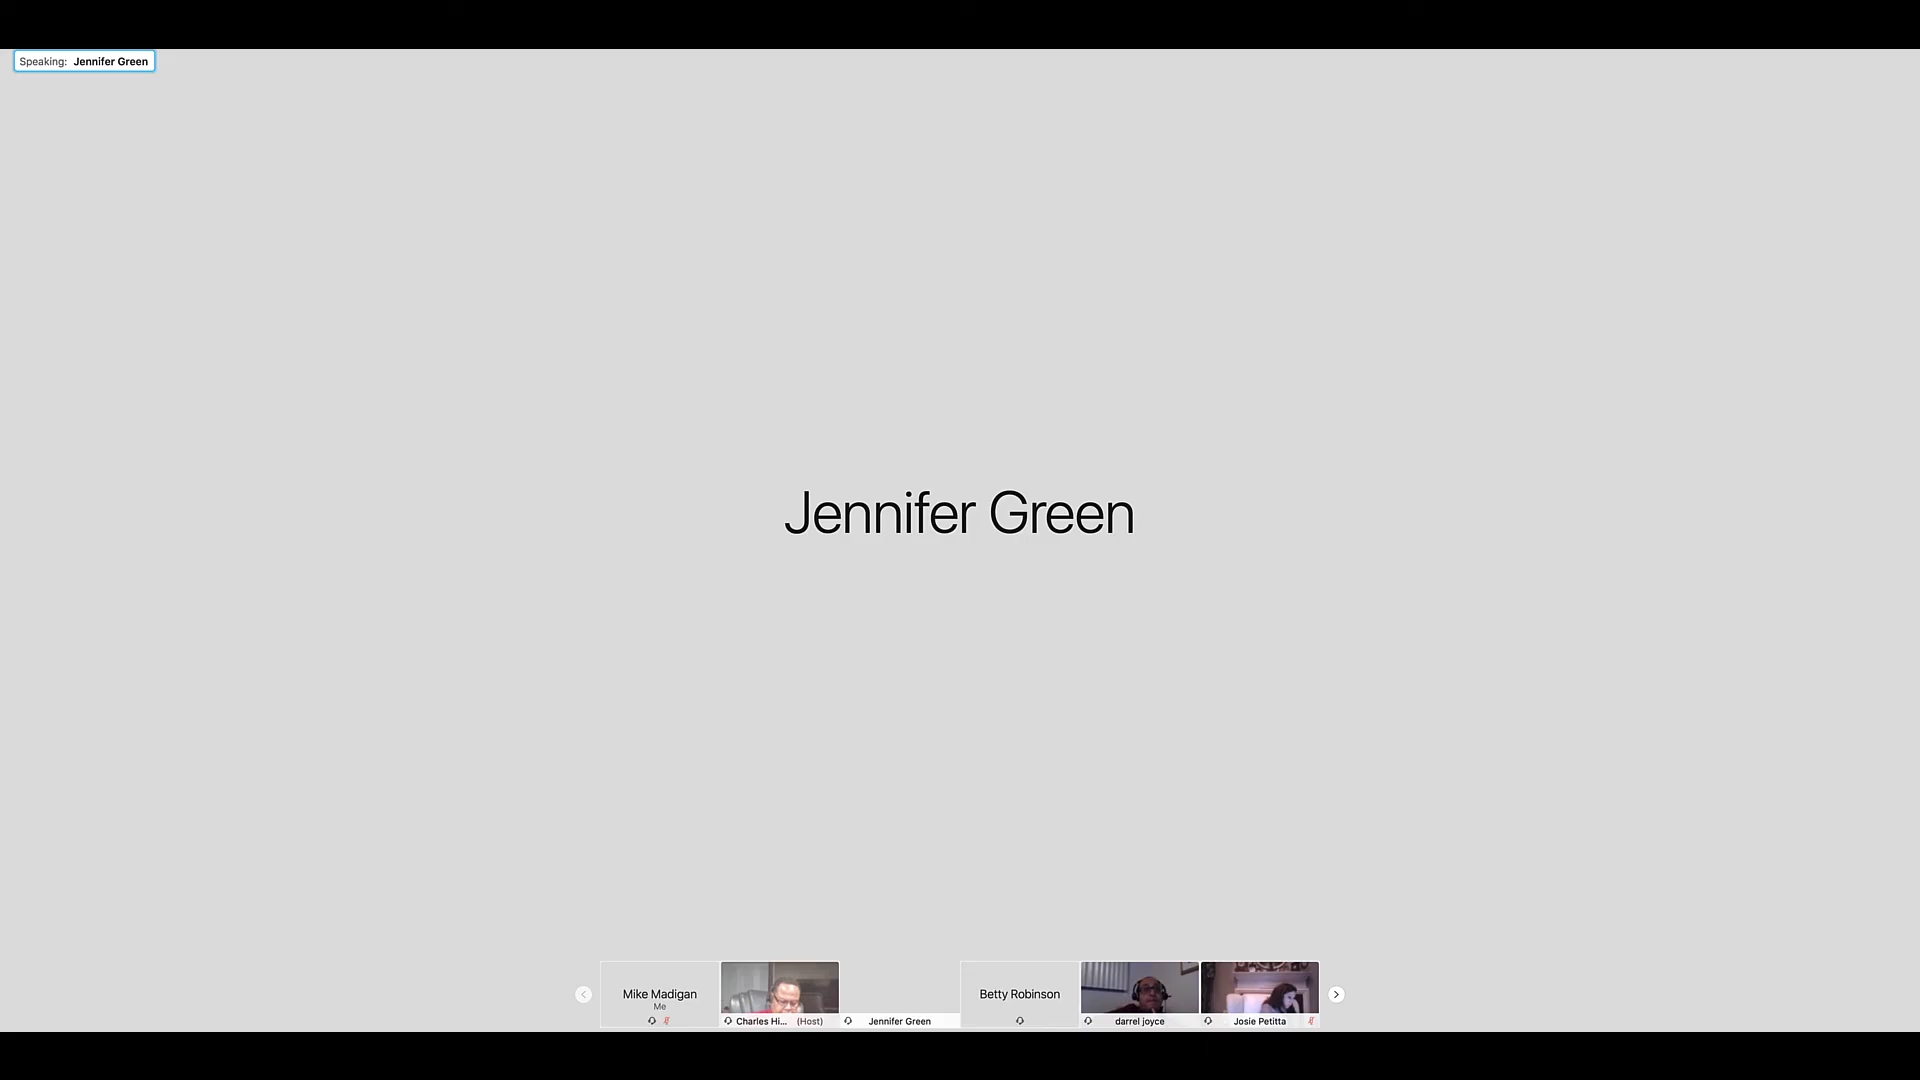 Speaking: Jennifer Green
Jennifer Green
Mike Madigan
Me
Charles Hi... (Host)
Jennifer Green
Betty Robinson
darrel joyce
Josie Petitta